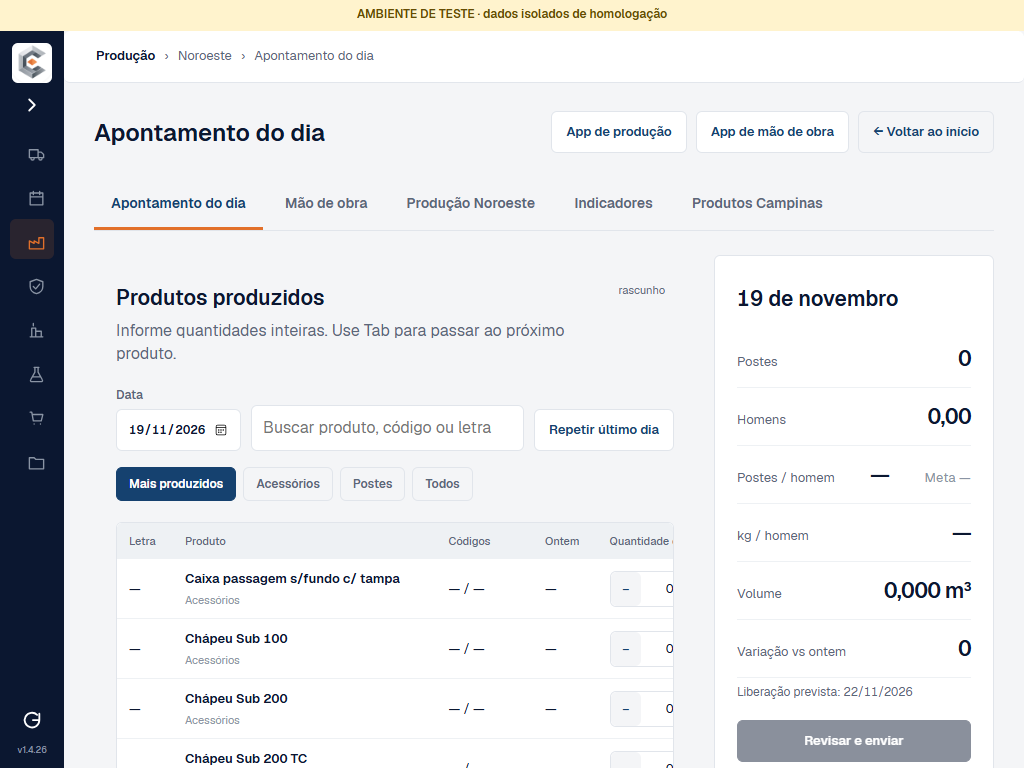 AMBIENTE DE TESTE · dados isolados de homologação
Produção › Noroeste › Apontamento do dia
Apontamento do dia
App de produção
App de mão de obra
← Voltar ao início
Apontamento do dia
Mão de obra
Produção Noroeste
Indicadores
Produtos Campinas
Produtos produzidos
rascunho
Informe quantidades inteiras. Use Tab para passar ao próximo
produto.
Data
19/11/2026
Buscar produto, código ou letra
Repetir último dia
Mais produzidos
Acessórios
Postes
Todos
Letra Produto Códigos Ontem Quantidade
— Caixa passagem s/fundo c/ tampa — / — — − 0
Acessórios
— Chápeu Sub 100 — / — — − 0
Acessórios
— Chápeu Sub 200 — / — — − 0
Acessórios
Chápeu Sub 200 TC
19 de novembro
Postes 0
Homens 0,00
Postes / homem — Meta —
kg / homem —
Volume 0,000 m³
Variação vs ontem 0
Liberação prevista: 22/11/2026
Revisar e enviar
v1.4.26